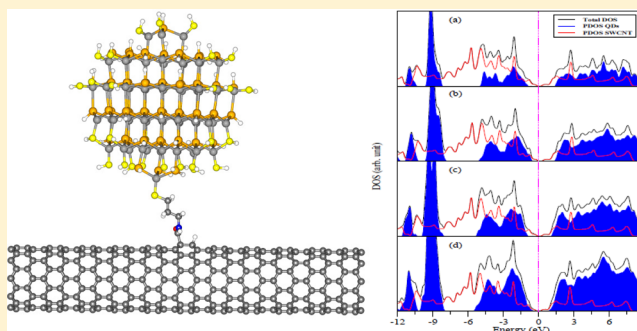 (a)
Total DOS
PDOS QDs
PDOS SWCNT
(b)
(c)
(d)
DOS (arb. unit)
-12 -9 -6 -3 0 3 6
Energy (eV)